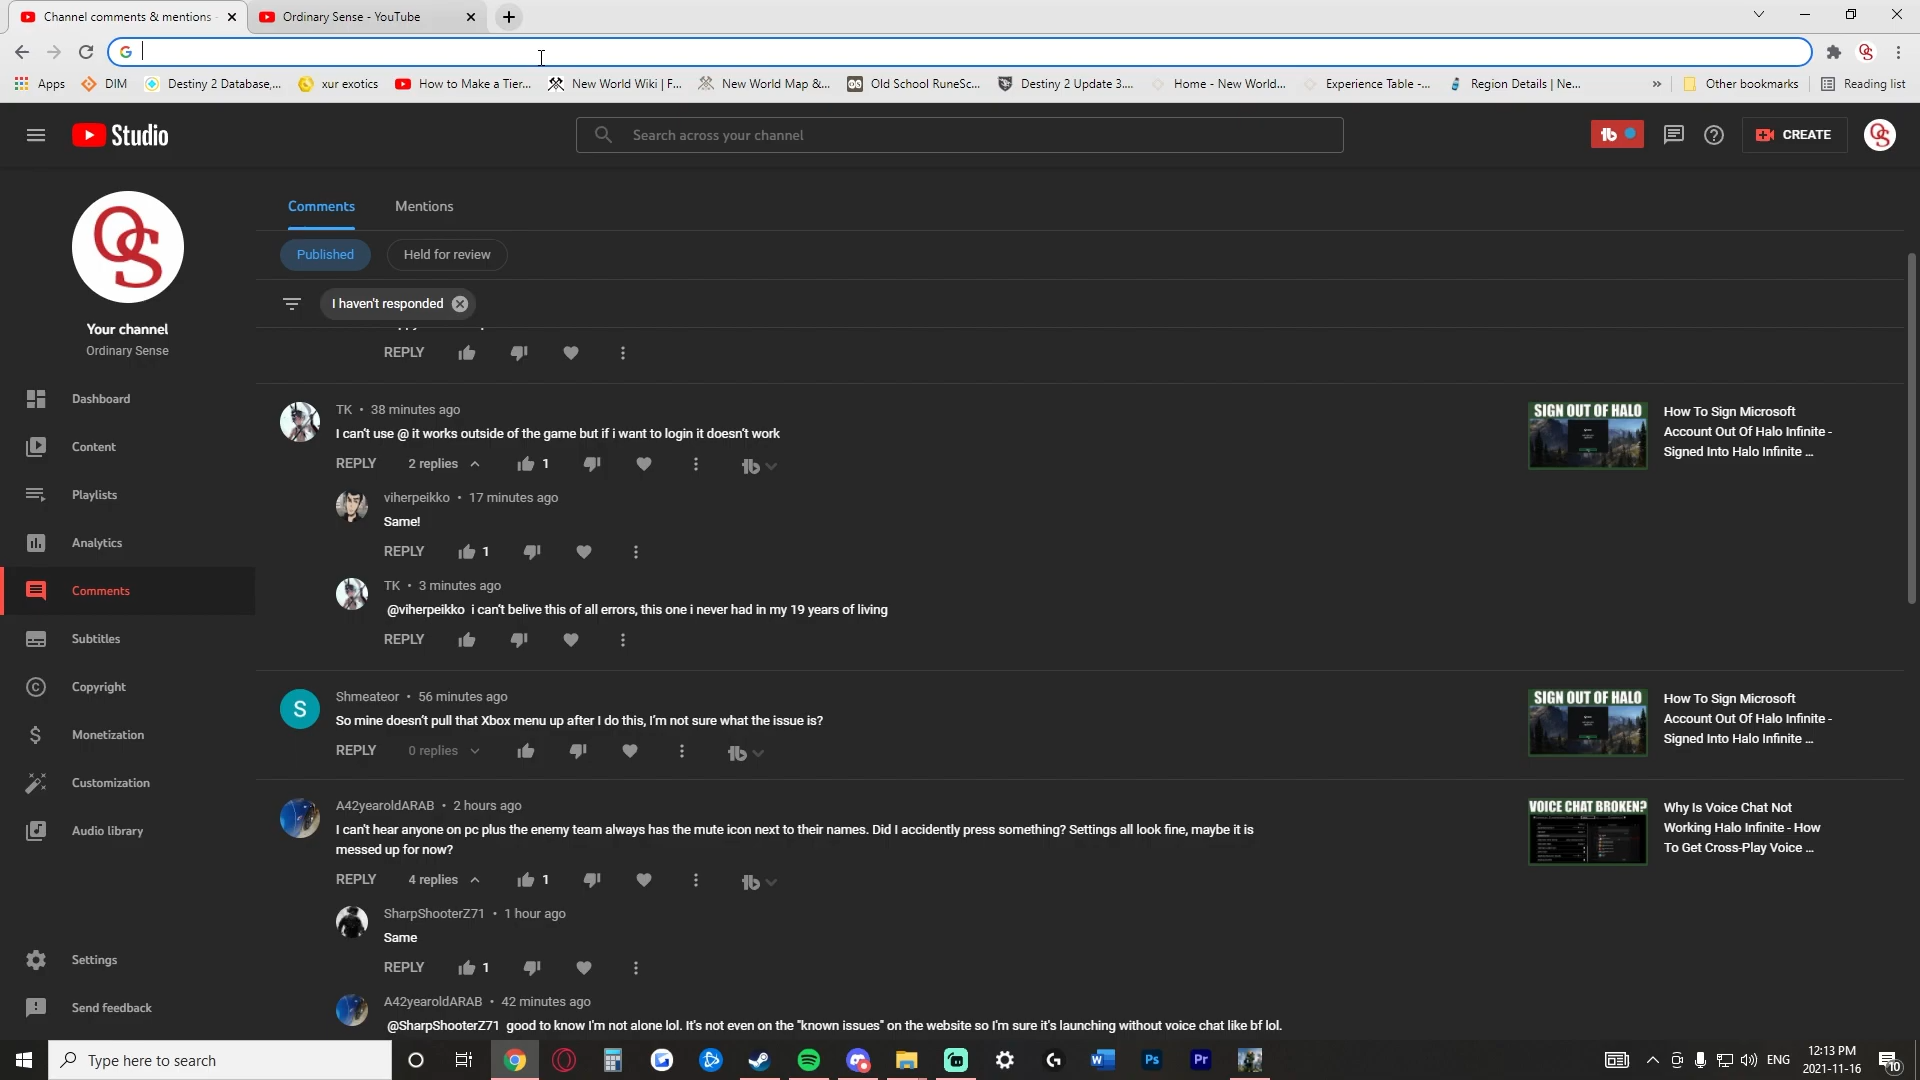 Channel comments & mentions
Ordinary Sense - YouTube
Apps
DIM
Destiny 2 Database,...
xur exotics
How to Make a Tier...
New World Wiki | F...
New World Map &...
Old School RuneSc...
Destiny 2 Update 3....
Home - New World...
Experience Table -...
Region Details | Ne...
»
Other bookmarks
Reading list
Studio
Search across your channel
CREATE
OS
Your channel
Ordinary Sense
Dashboard
Content
Playlists
Analytics
Comments
Subtitles
Copyright
Monetization
Customization
Audio library
Settings
Send feedback
Comments
Mentions
Published
Held for review
I haven't responded
REPLY
TK • 38 minutes ago
I can't use @ it works outside of the game but if i want to login it doesn't work
REPLY 2 replies 1
SIGN OUT OF HALO
How To Sign Microsoft
Account Out Of Halo Infinite -
Signed Into Halo Infinite ...
viherpeikko • 17 minutes ago
Same!
REPLY 1
TK • 3 minutes ago
@viherpeikko i can't belive this of all errors, this one i never had in my 19 years of living
REPLY
S
Shmeateor • 56 minutes ago
So mine doesn't pull that Xbox menu up after I do this, I'm not sure what the issue is?
REPLY 0 replies
SIGN OUT OF HALO
How To Sign Microsoft
Account Out Of Halo Infinite -
Signed Into Halo Infinite ...
A42yearoldARAB • 2 hours ago
I can't hear anyone on pc plus the enemy team always has the mute icon next to their names. Did I accidently press something? Settings all look fine, maybe it is
messed up for now?
REPLY 4 replies 1
VOICE CHAT BROKEN?
Why Is Voice Chat Not
Working Halo Infinite - How
To Get Cross-Play Voice ...
SharpShooterZ71 • 1 hour ago
Same
REPLY 1
A42yearoldARAB • 42 minutes ago
@SharpShooterZ71 good to know I'm not alone lol. It's not even on the "known issues" on the website so I'm sure it's launching without voice chat like bf lol.
Type here to search
ENG
12:13 PM
2021-11-16
10